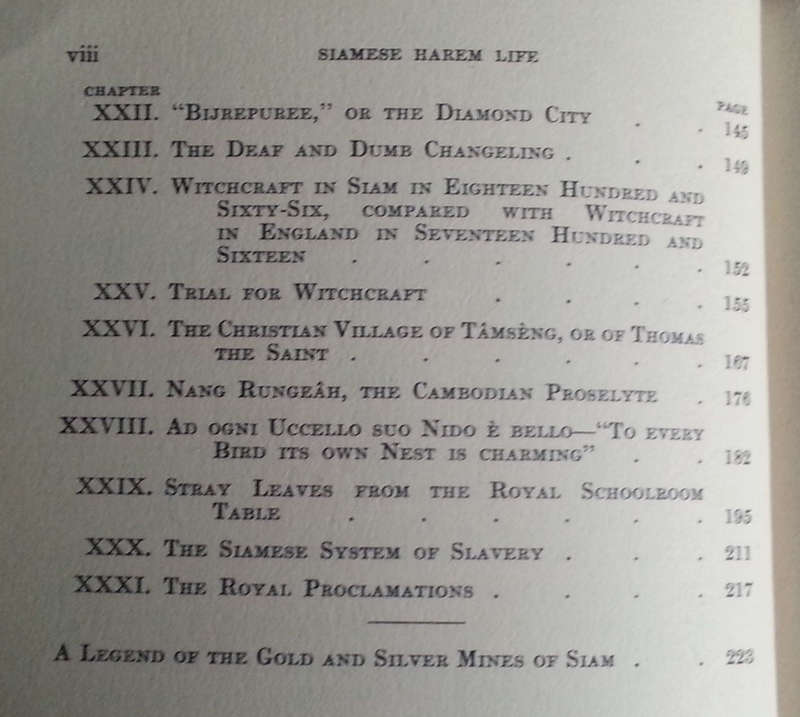 viii SIAMESE HAREM LIFE
CHAPTER PAGE
XXII. "Bijrepuree," or the Diamond City . . 145
XXIII. The Deaf and Dumb Changeling . . . 149
XXIV. Witchcraft in Siam in Eighteen Hundred and
Sixty-Six, compared with Witchcraft
in England in Seventeen Hundred and
Sixteen . . . . . . 152
XXV. Trial for Witchcraft . . . . 155
XXVI. The Christian Village of Tâmsèng, or of Thomas
the Saint . . . . . . 167
XXVII. Nang Rungeâh, the Cambodian Proselyte . 176
XXVIII. Ad ogni Uccello suo Nido è bello—"To every
Bird its own Nest is charming" . . 182
XXIX. Stray Leaves from the Royal Schoolroom
Table . . . . . . 195
XXX. The Siamese System of Slavery . . . 211
XXXI. The Royal Proclamations . . . . 217
A Legend of the Gold and Silver Mines of Siam . . 223